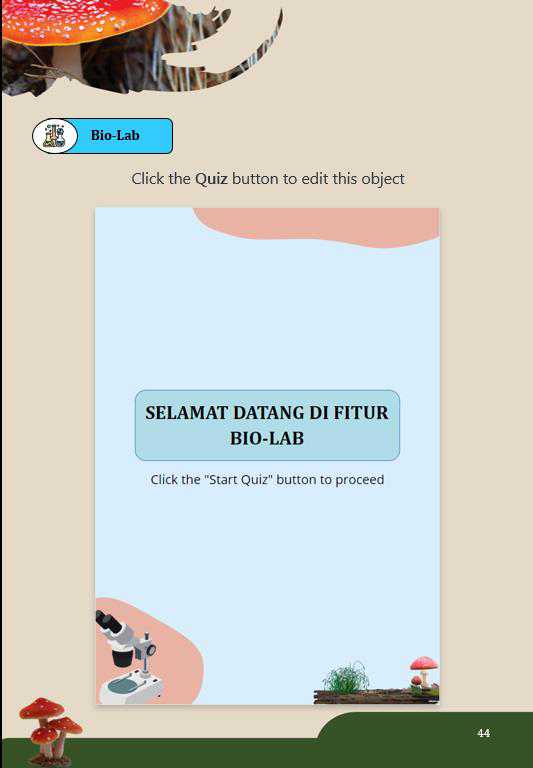 Bio-Lab
Click the Quiz button to edit this object
SELAMAT DATANG DI FITUR
BIO-LAB
Click the "Start Quiz" button to proceed
44